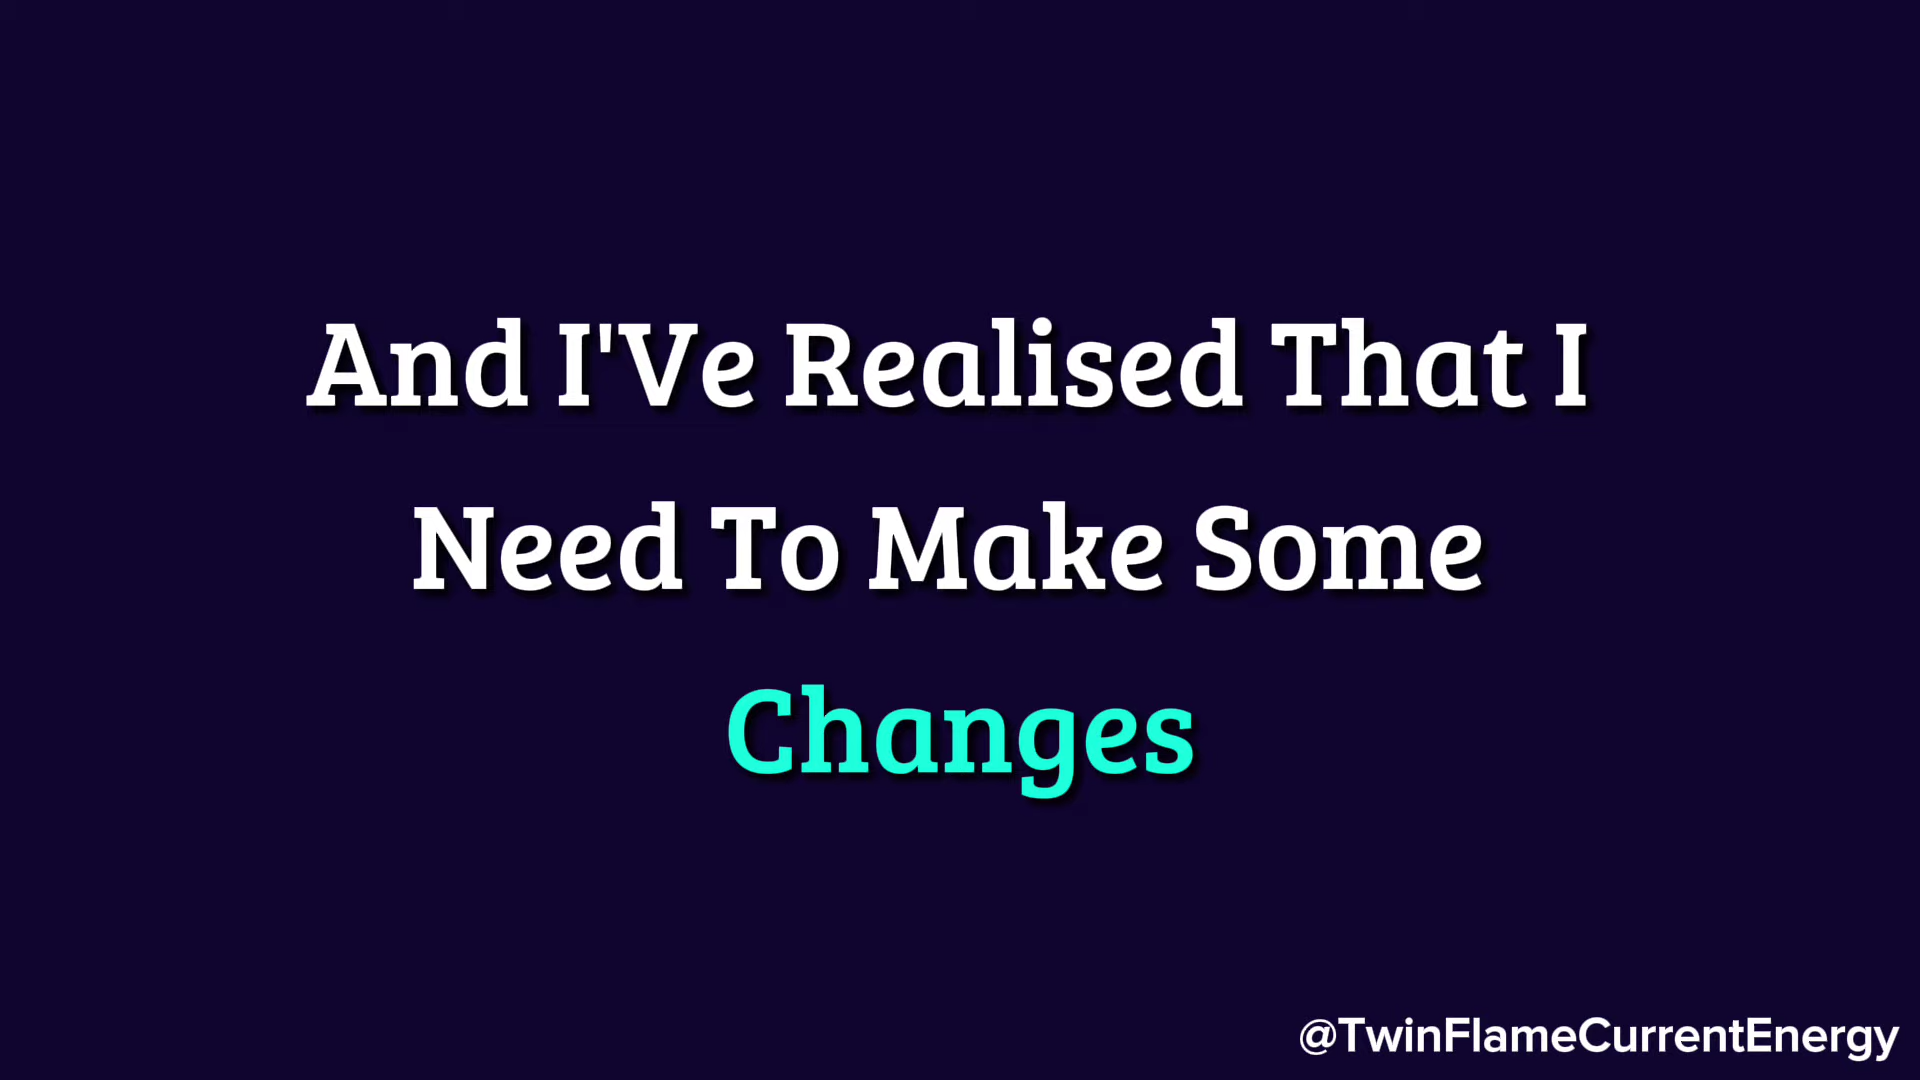 And I'Ve Realised That I
Need To Make Some
Changes
@TwinFlameCurrentEnergy